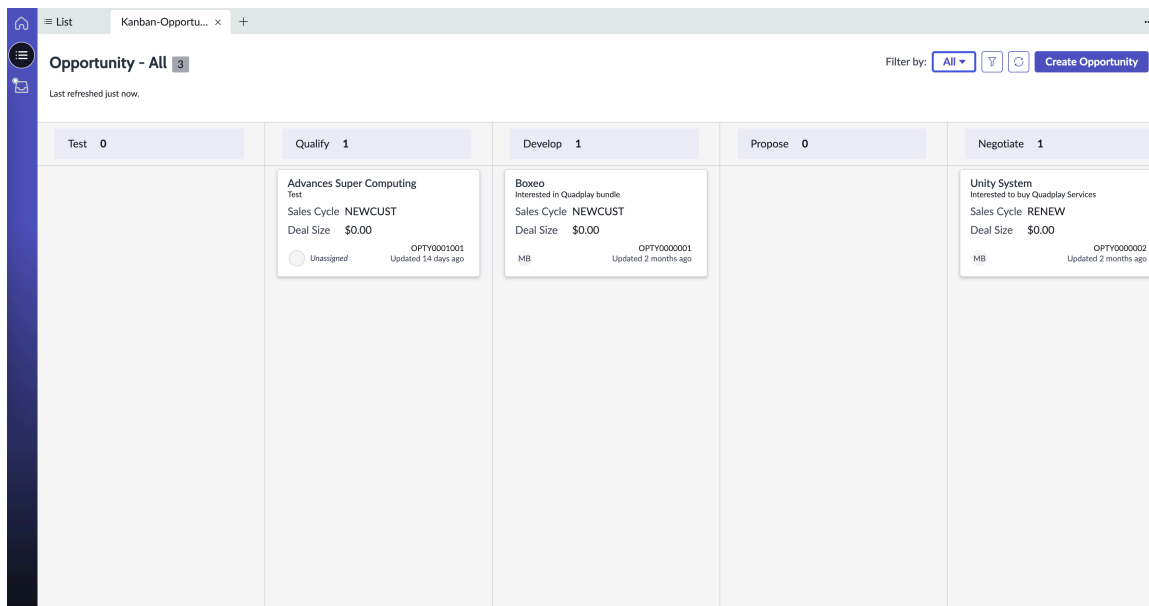 List
Kanban-Opportu... × +
Opportunity - All 3
Filter by: All
Create Opportunity
Last refreshed just now.
Test 0
Qualify 1
Develop 1
Propose 0
Negotiate 1
Advances Super Computing
Test
Sales Cycle NEWCUST
Deal Size $0.00
OPTY0001001
Unassigned Updated 14 days ago
Boxeo
Interested in Quadplay bundle
Sales Cycle NEWCUST
Deal Size $0.00
OPTY0000001
MB Updated 2 months ago
Unity System
Interested to buy Quadplay Services
Sales Cycle RENEW
Deal Size $0.00
OPTY0000002
MB Updated 2 months ago